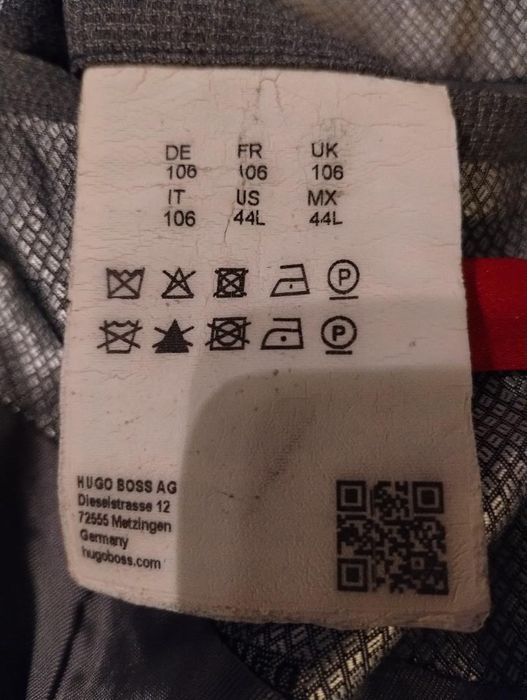 DE FR UK
106 106 106
IT US MX
106 44L 44L
P
P
HUGO BOSS AG
Dieselstrasse 12
72555 Metzingen
Germany
hugoboss.com